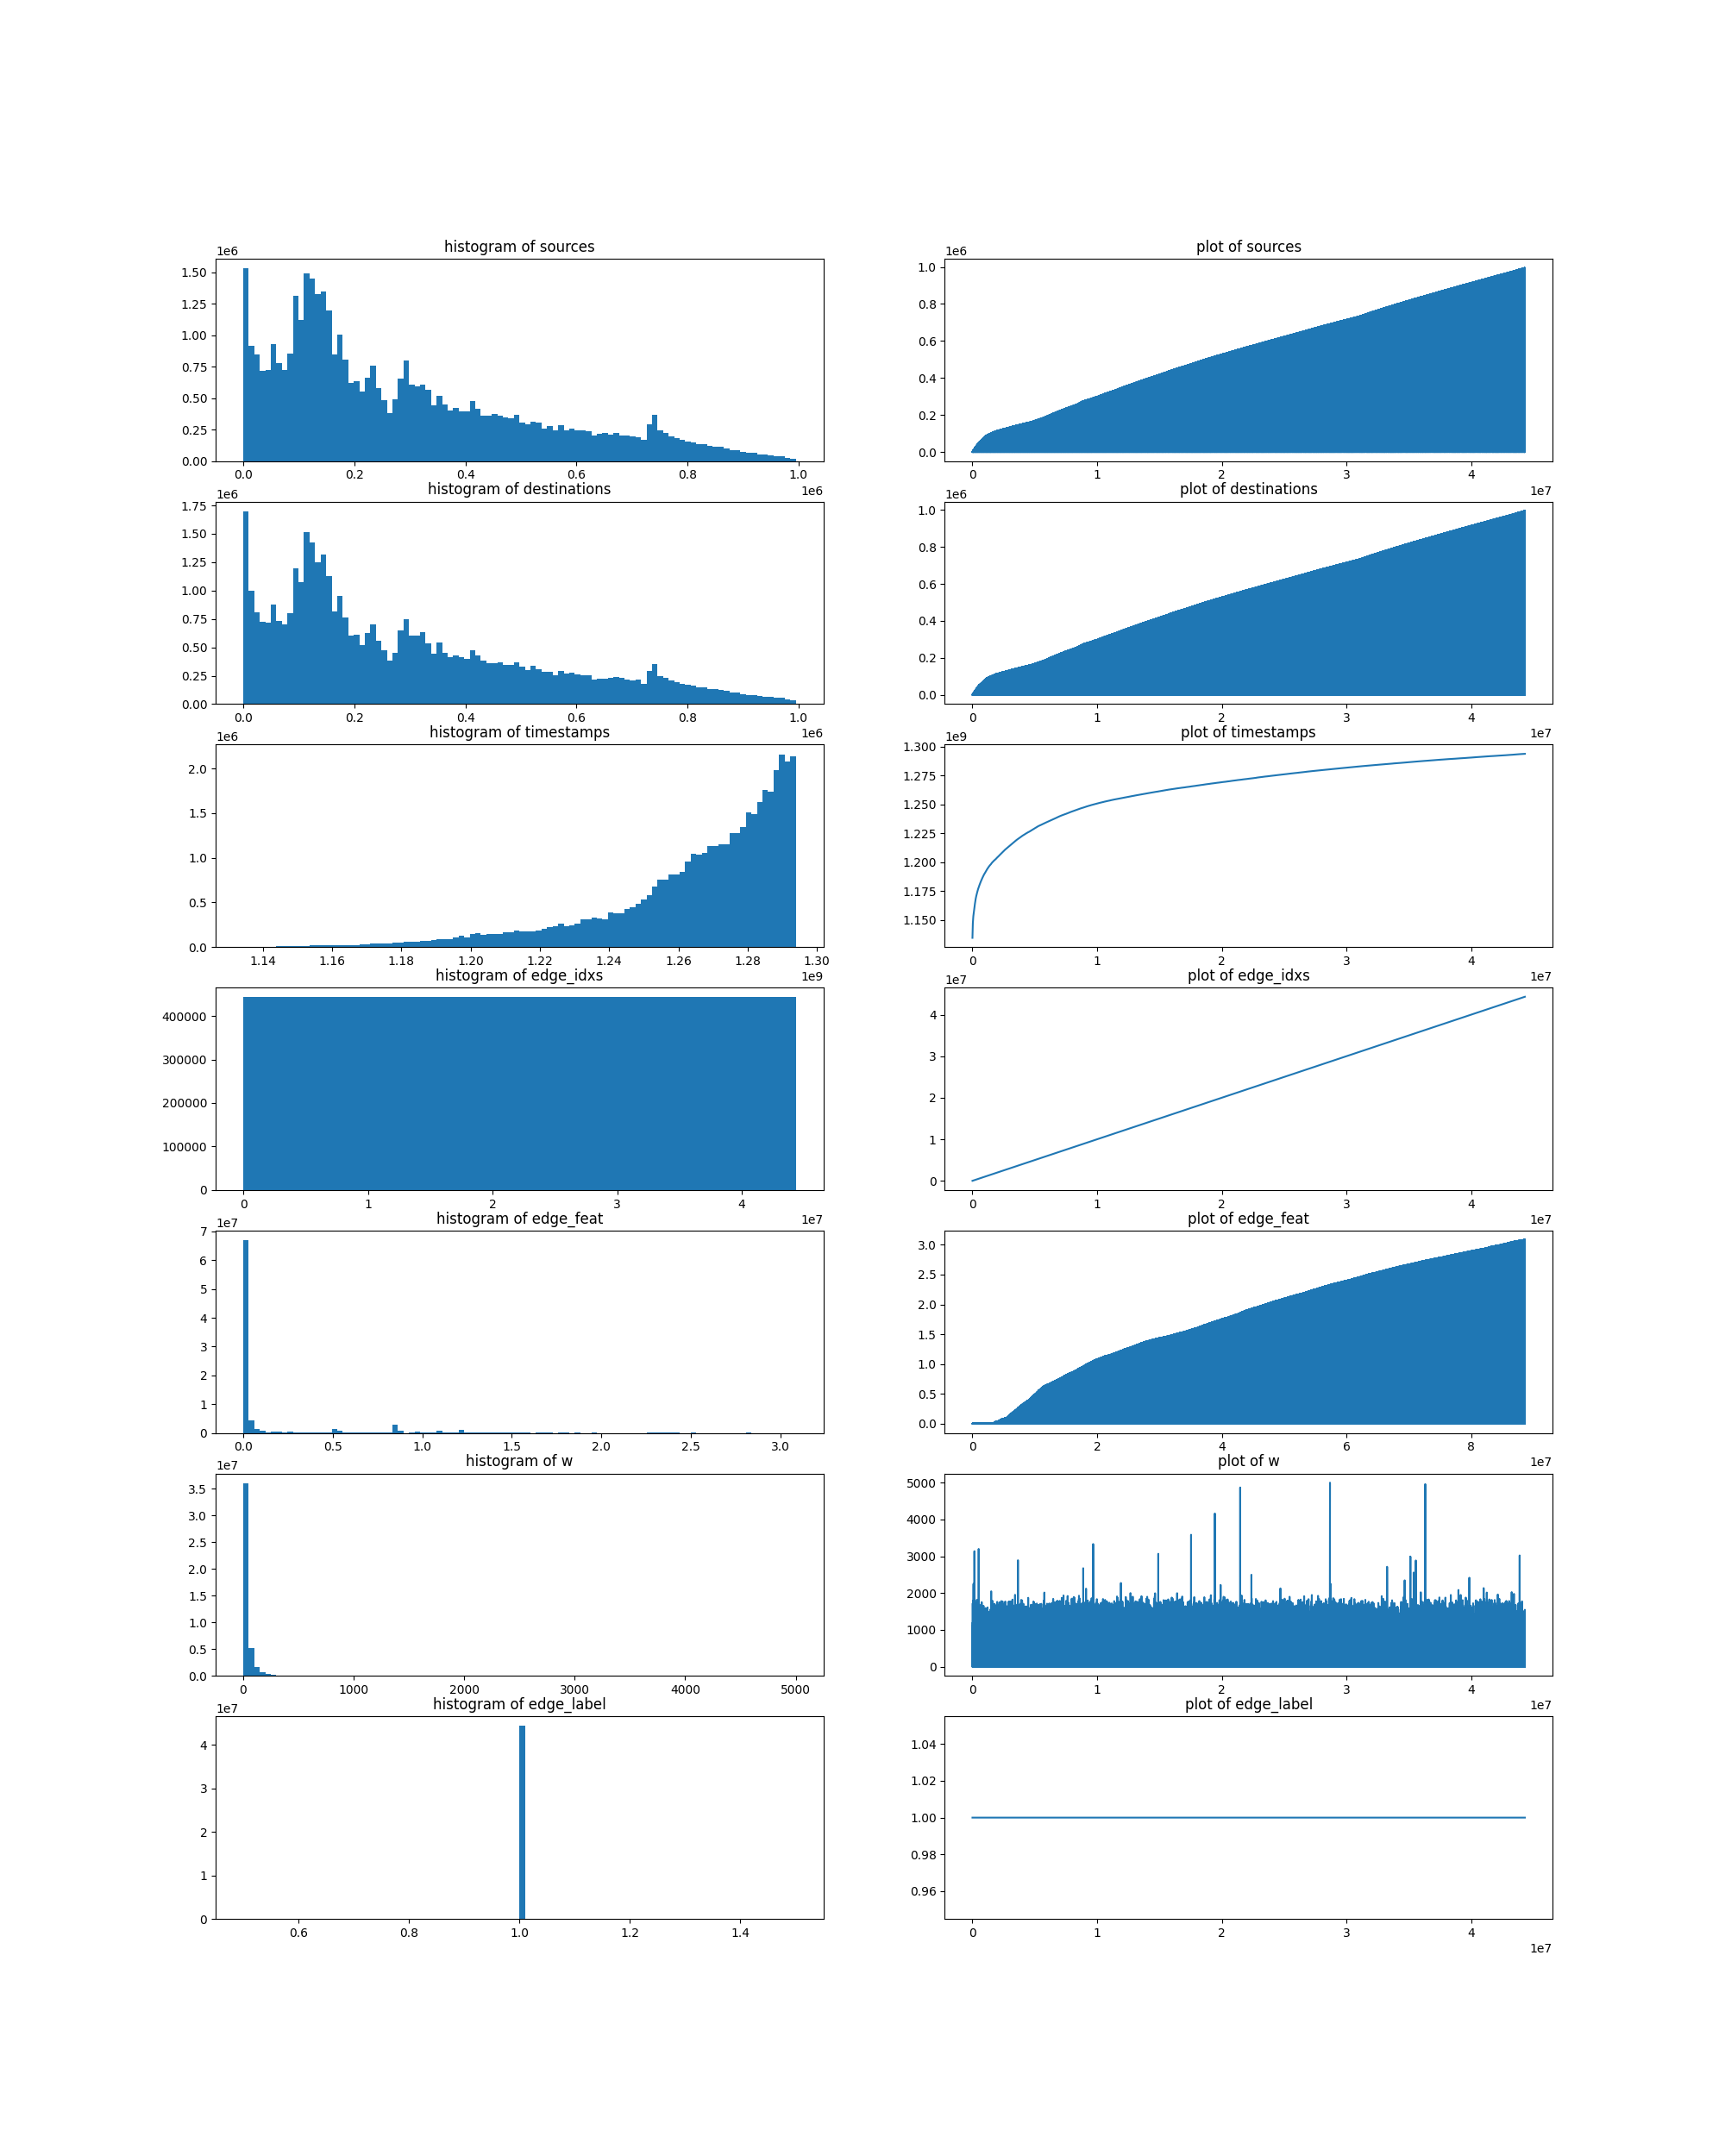 histogram of sources
1e6
1.50
1.25
1.00
0.75
0.50
0.25
0.00
0.0 0.2 0.4 0.6 0.8 1.0
1e6
plot of sources
1e6
1.0
0.8
0.6
0.4
0.2
0.0
0 1 2 3 4
1e7
histogram of destinations
1e6
1.75
1.50
1.25
1.00
0.75
0.50
0.25
0.00
0.0 0.2 0.4 0.6 0.8 1.0
1e6
plot of destinations
1e6
1.0
0.8
0.6
0.4
0.2
0.0
0 1 2 3 4
1e7
histogram of timestamps
1e6
2.0
1.5
1.0
0.5
0.0
1.14 1.16 1.18 1.20 1.22 1.24 1.26 1.28 1.30
1e9
plot of timestamps
1e9
1.300
1.275
1.250
1.225
1.200
1.175
1.150
0 1 2 3 4
1e7
histogram of edge_idxs
400000
300000
200000
100000
0
0 1 2 3 4
1e7
plot of edge_idxs
1e7
4
3
2
1
0
0 1 2 3 4
1e7
histogram of edge_feat
1e7
7
6
5
4
3
2
1
0
0.0 0.5 1.0 1.5 2.0 2.5 3.0
plot of edge_feat
3.0
2.5
2.0
1.5
1.0
0.5
0.0
0 2 4 6 8
1e7
histogram of w
1e7
3.5
3.0
2.5
2.0
1.5
1.0
0.5
0.0
0 1000 2000 3000 4000 5000
plot of w
5000
4000
3000
2000
1000
0
0 1 2 3 4
1e7
histogram of edge_label
1e7
4
3
2
1
0
0.6 0.8 1.0 1.2 1.4
plot of edge_label
1.04
1.02
1.00
0.98
0.96
0 1 2 3 4
1e7